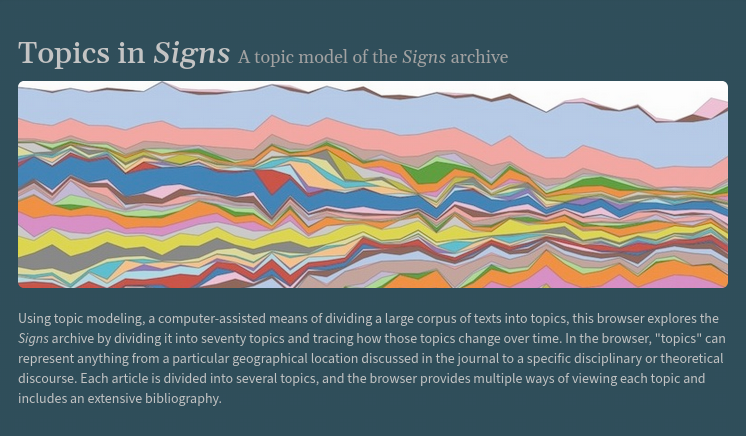 Topics in Signs A topic model of the Signs archive
Using topic modeling, a computer-assisted means of dividing a large corpus of texts into topics, this browser explores the
Signs archive by dividing it into seventy topics and tracing how those topics change over time. In the browser, "topics" can
represent anything from a particular geographical location discussed in the journal to a specific disciplinary or theoretical
discourse. Each article is divided into several topics, and the browser provides multiple ways of viewing each topic and
includes an extensive bibliography.